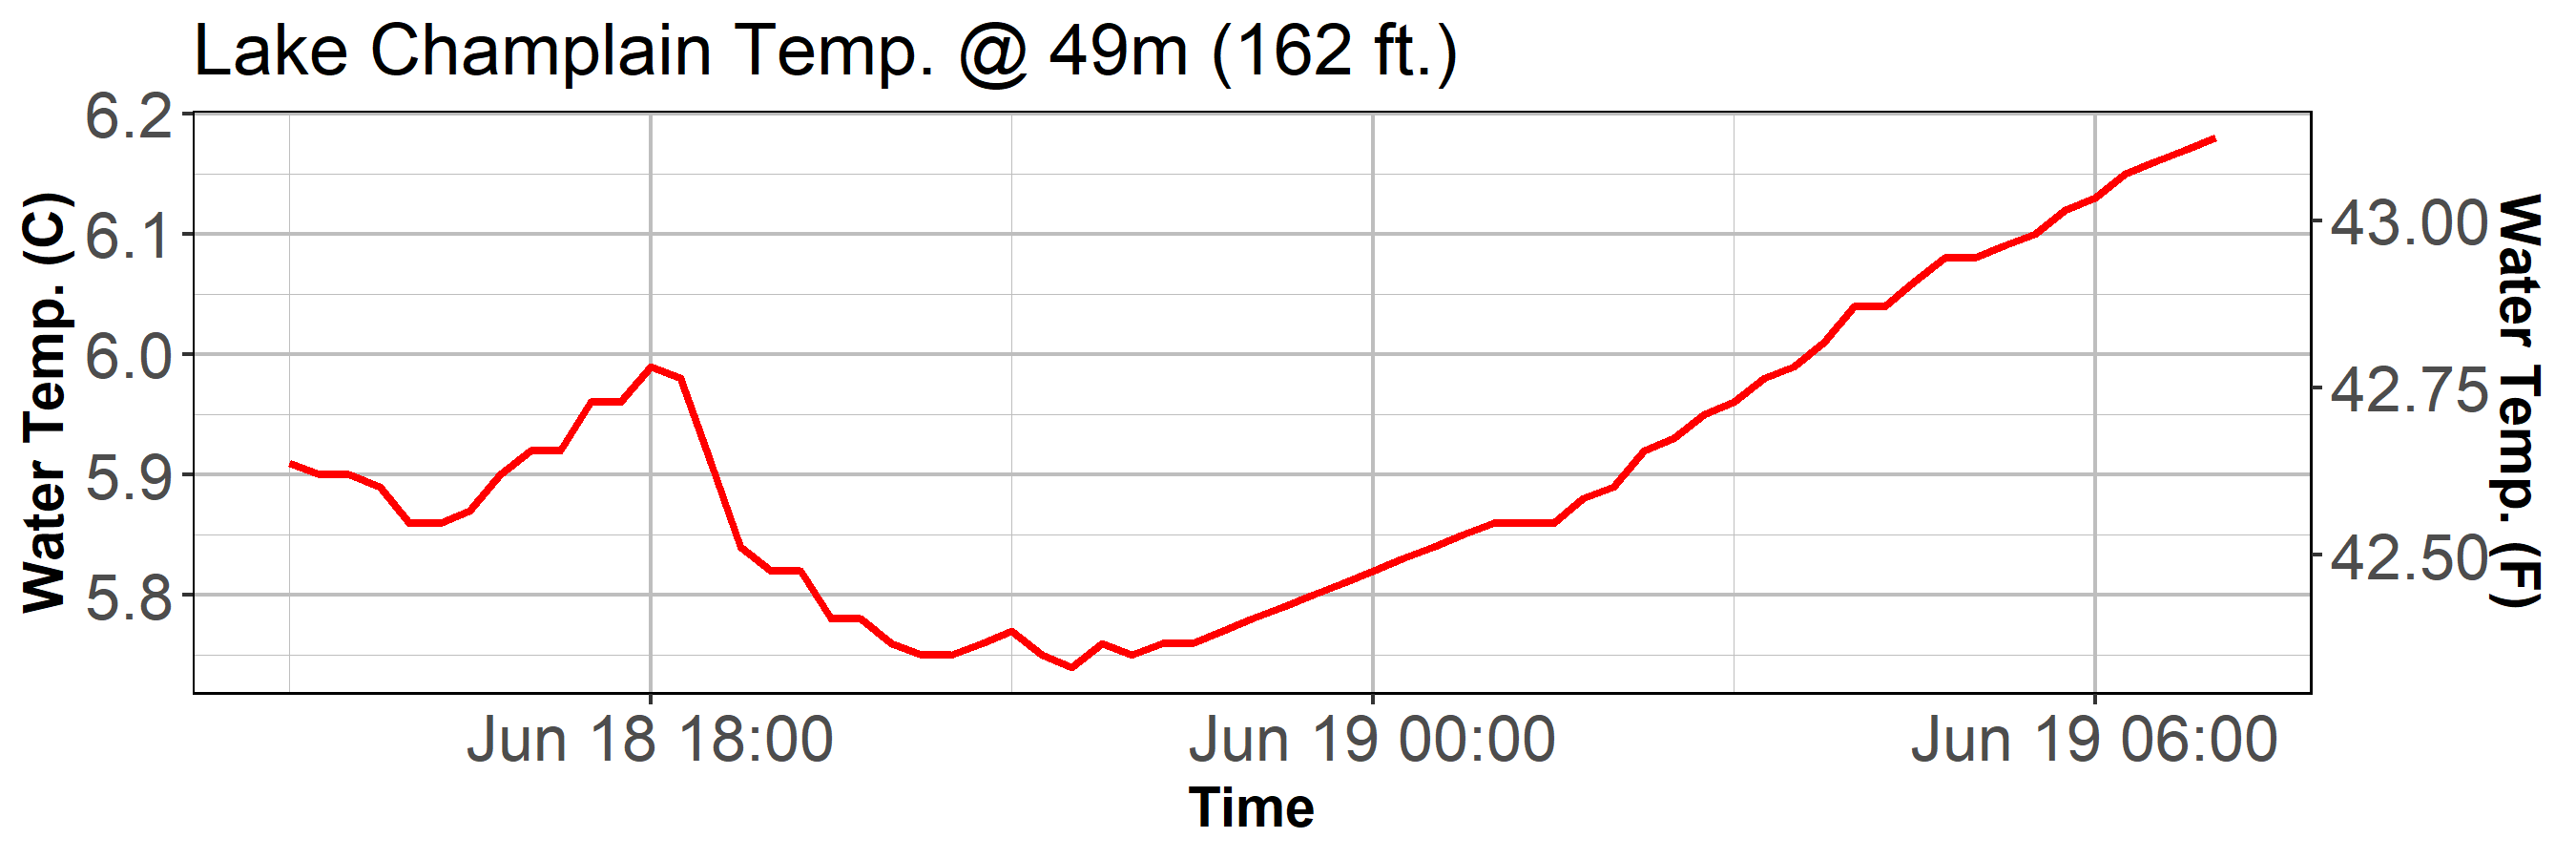 Lake Champlain Temp. @ 49m (162 ft.)
Water Temp. (C)
6.2
6.1
6.0
5.9
5.8
43.00
42.75
42.50
Water Temp. (F)
Jun 18 18:00
Jun 19 00:00
Jun 19 06:00
Time